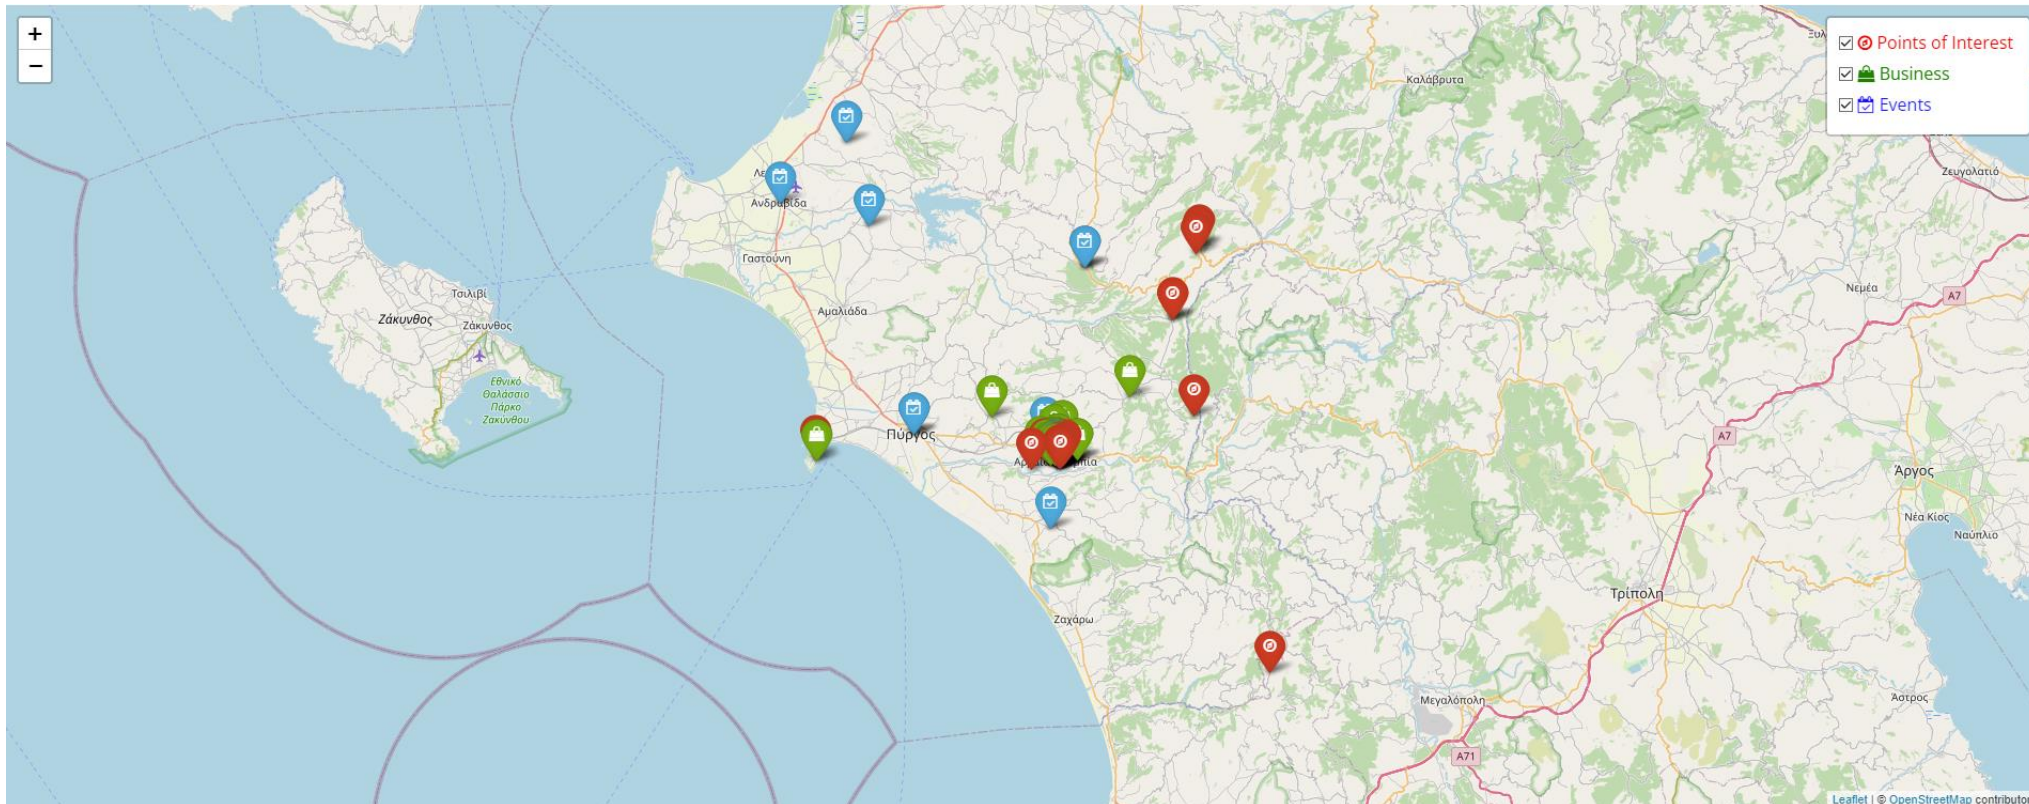 +
−
Points of Interest
Business
Events
Καλάβρυτα
Ζευγολατιό
Ανδραβίδα
Γαστούνη
Τσιλιβί
Ζάκυνθος
Ζάκυνθος
Αμαλιάδα
Νεμέα
A7
Εθνικό
Θαλάσσιο
Πάρκο
Ζακύνθου
Πύργος
A7
Άργος
Νέα Κίος
Ναύπλιο
Τρίπολη
Ζαχάρω
Μεγαλόπολη
Άστρος
A71
Leaflet | © OpenStreetMap contributor